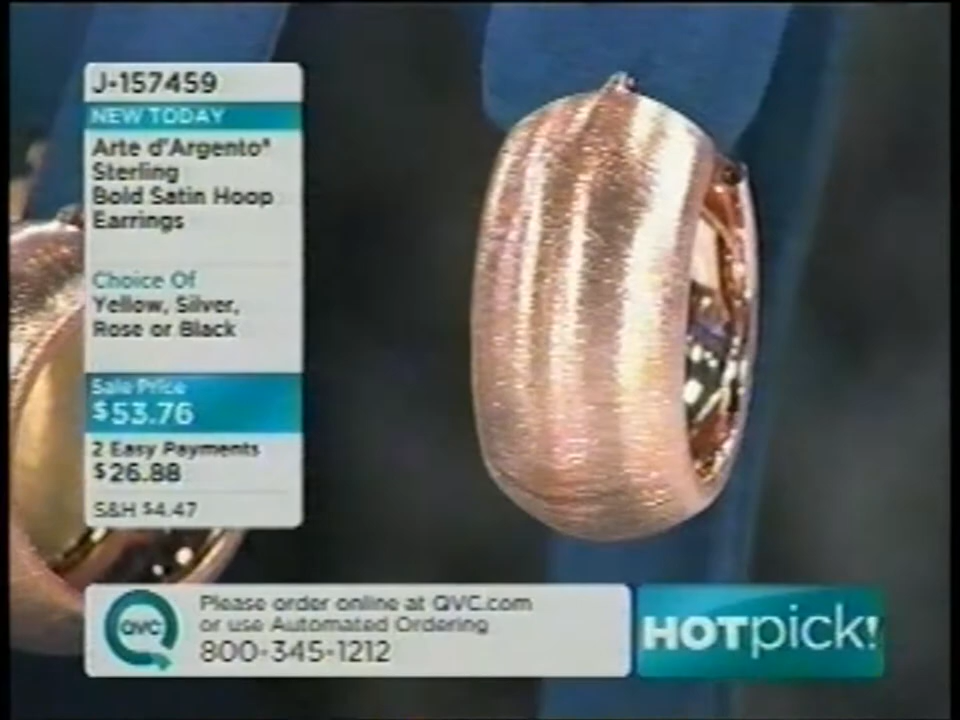 J-157459
NEW TODAY
Arte d'Argento®
Sterling
Bold Satin Hoop
Earrings
Choice Of
Yellow, Silver,
Rose or Black
Sale Price
$53.76
2 Easy Payments
$26.88
S&H $4.47
QVC
Please order online at QVC.com
or use Automated Ordering
800-345-1212
HOTpick!